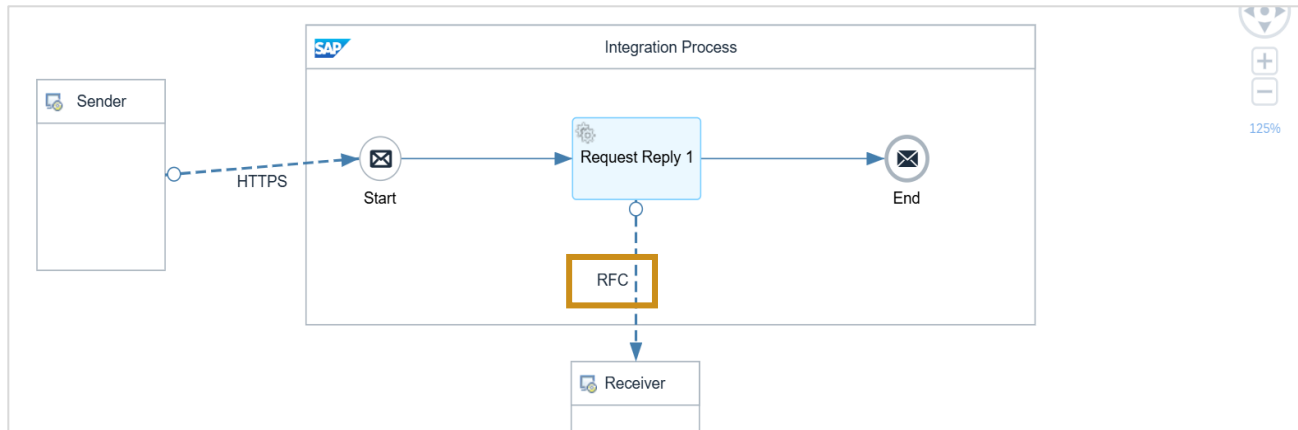 SAP
Integration Process
Sender
HTTPS
Start
Request Reply 1
End
RFC
Receiver
125%